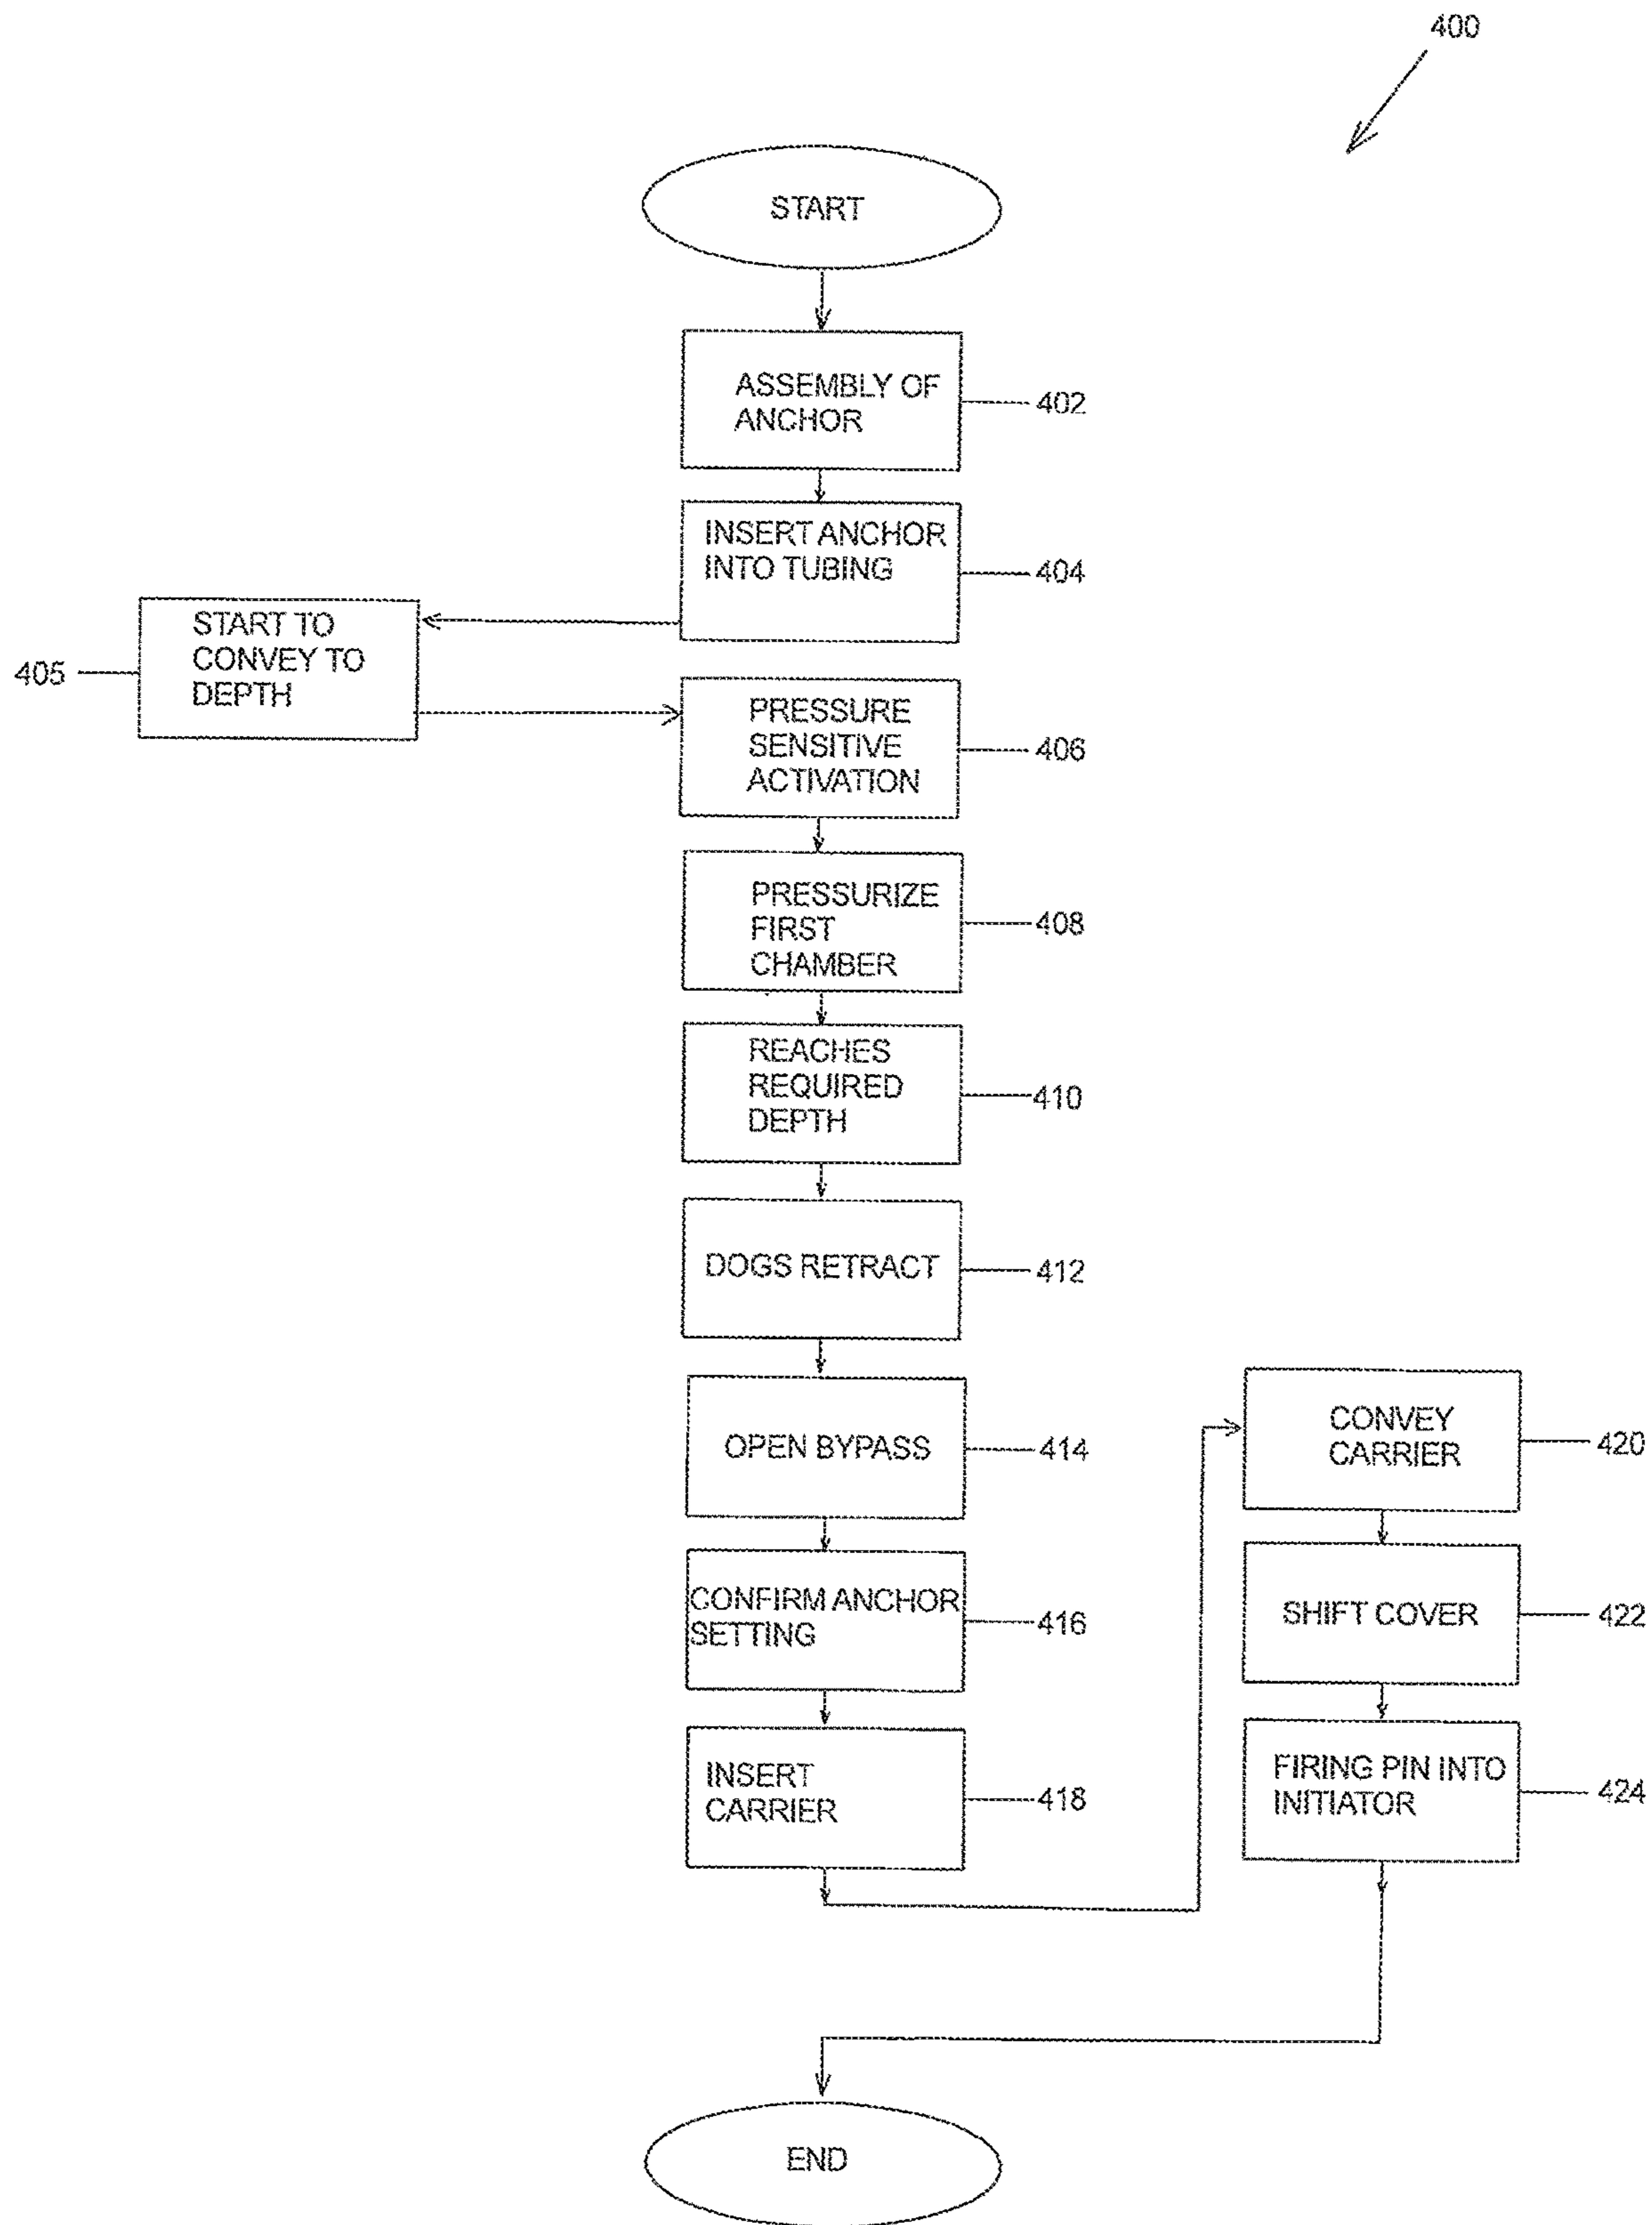 400
START
ASSEMBLY OF
ANCHOR
402
INSERT ANCHOR
INTO TUBING
404
START TO
CONVEY TO
DEPTH
405
PRESSURE
SENSITIVE
ACTIVATION
406
PRESSURIZE
FIRST
CHAMBER
408
REACHES
REQUIRED
DEPTH
410
DOGS RETRACT
412
OPEN BYPASS
414
CONFIRM ANCHOR
SETTING
416
INSERT
CARRIER
418
CONVEY
CARRIER
420
SHIFT COVER
422
FIRING PIN INTO
INITIATOR
424
END